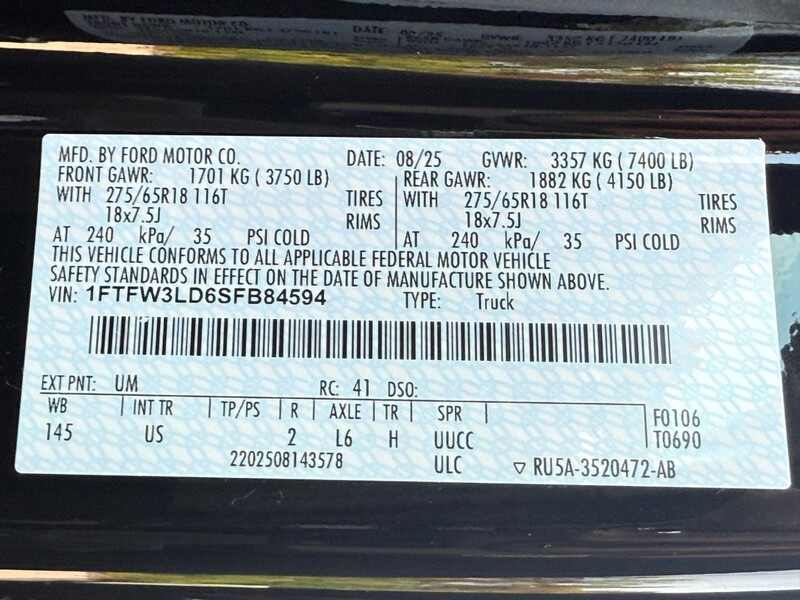 MFD. BY FORD MOTOR CO. DATE: 08/25 GVWR: 3357 KG ( 7400 LB)
FRONT GAWR: 1701 KG ( 3750 LB) REAR GAWR: 1882 KG ( 4150 LB)
WITH 275/65R18 116T TIRES WITH 275/65R18 116T TIRES
18x7.5J RIMS 18x7.5J RIMS
AT 240 kPa/ 35 PSI COLD AT 240 kPa/ 35 PSI COLD
THIS VEHICLE CONFORMS TO ALL APPLICABLE FEDERAL MOTOR VEHICLE
SAFETY STANDARDS IN EFFECT ON THE DATE OF MANUFACTURE SHOWN ABOVE.
VIN: 1FTFW3LD6SFB84594 TYPE: Truck
EXT PNT: UM RC: 41 DSO:
WB INT TR TP/PS R AXLE TR SPR F0106
145 US 2 L6 H UUCC T0690
2202508143578 ULC ▽ RU5A-3520472-AB